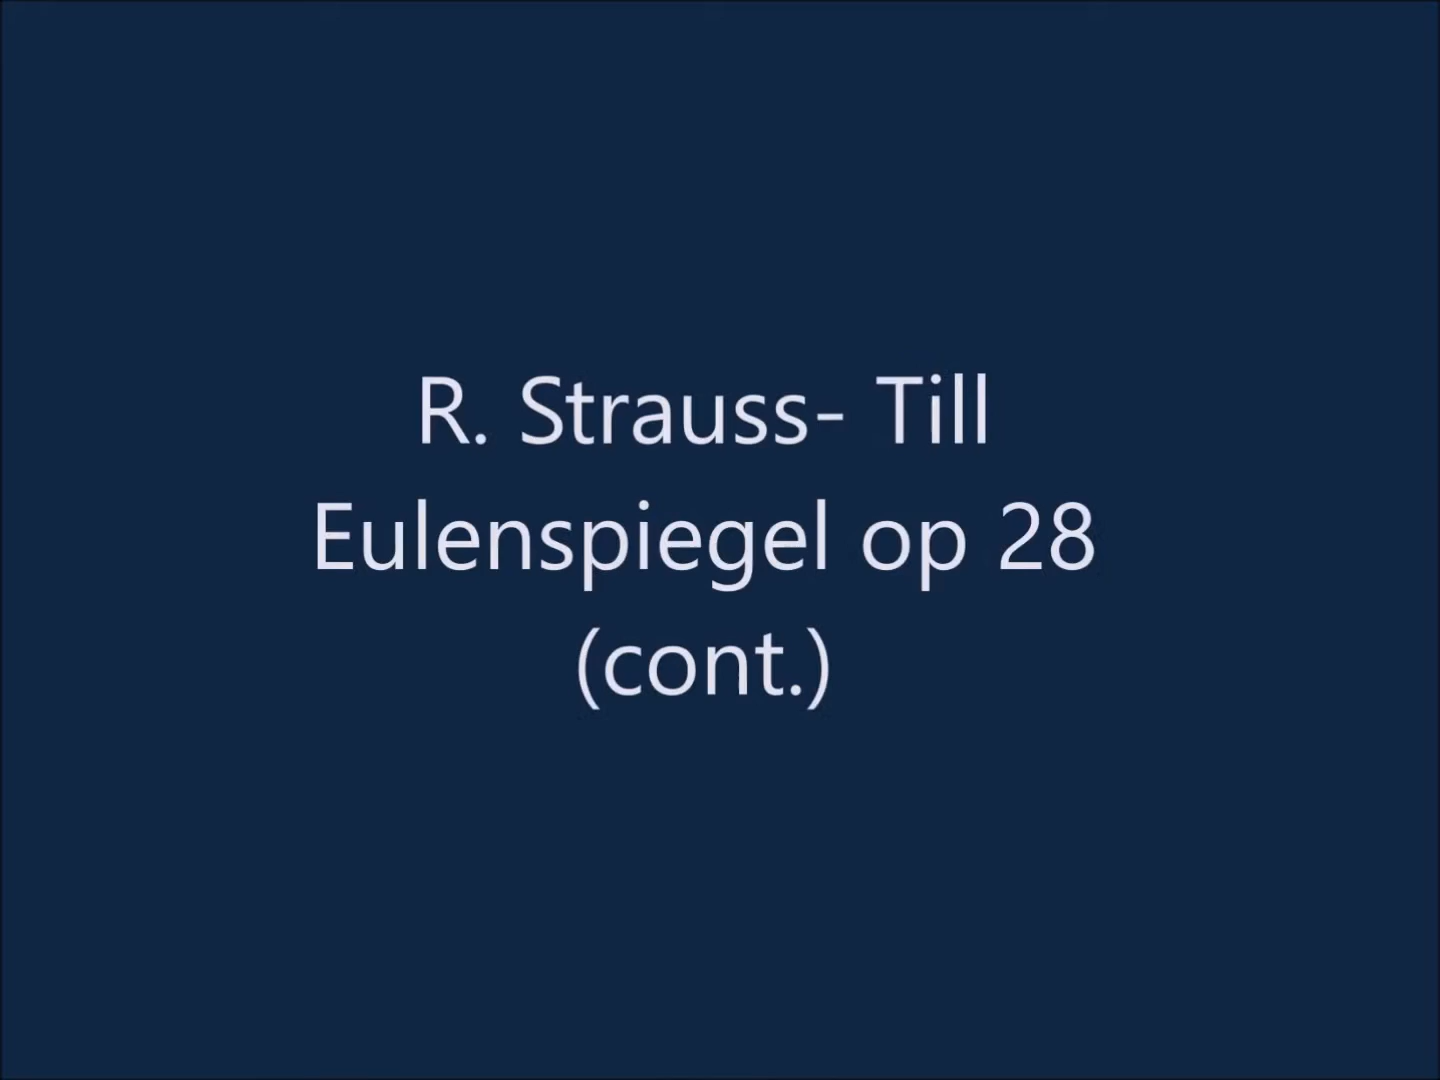 R. Strauss- Till
Eulenspiegel op 28
(cont.)